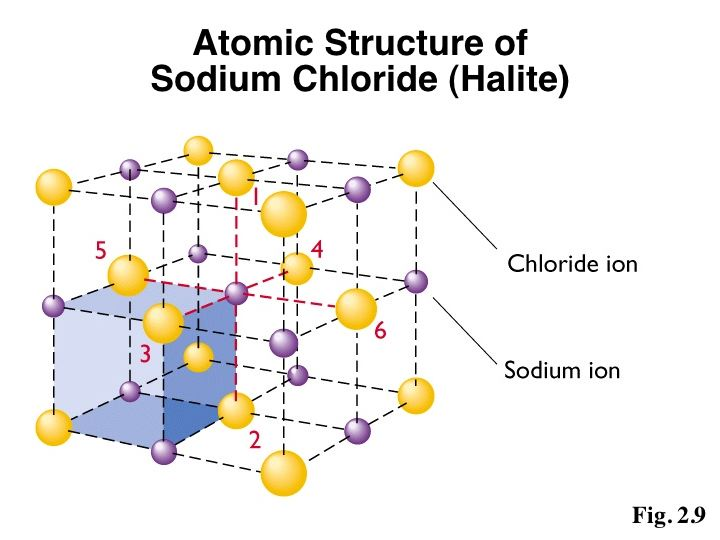 Atomic Structure of
Sodium Chloride (Halite)
1
5
4
Chloride ion
6
3
Sodium ion
2
Fig. 2.9